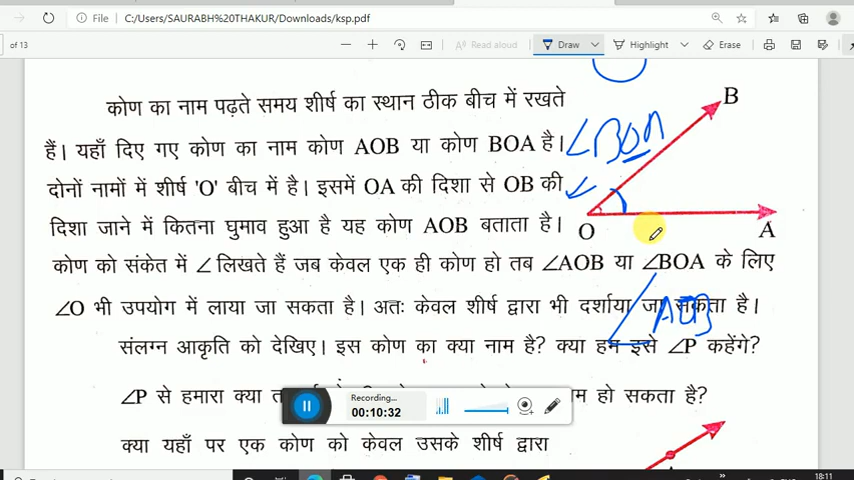 File
C:/Users/SAURABH%20THAKUR/Downloads/ksp.pdf
of 13
Read aloud
Draw
Highlight
Erase
कोण का नाम पढ़ते समय शीर्ष का स्थान ठीक बीच में रखते
हैं। यहाँ दिए गए कोण का नाम कोण AOB या कोण BOA है।
दोनों नामों में शीर्ष 'O' बीच में है। इसमें OA की दिशा से OB की
दिशा जाने में कितना घुमाव हुआ है यह कोण AOB बताता है।
B
∠BOA
O
A
कोण को संकेत में ∠ लिखते हैं जब केवल एक ही कोण हो तब ∠AOB या ∠BOA के लिए
∠O भी उपयोग में लाया जा सकता है। अतः केवल शीर्ष द्वारा भी दर्शाया जा सकता है।
∠AOB
संलग्न आकृति को देखिए। इस कोण का क्या नाम है? क्या हम इसे ∠P कहेंगे?
∠P से हमारा क्या
नाम हो सकता है?
Recording...
00:10:32
क्या यहाँ पर एक कोण को केवल उसके शीर्ष द्वारा
18:11